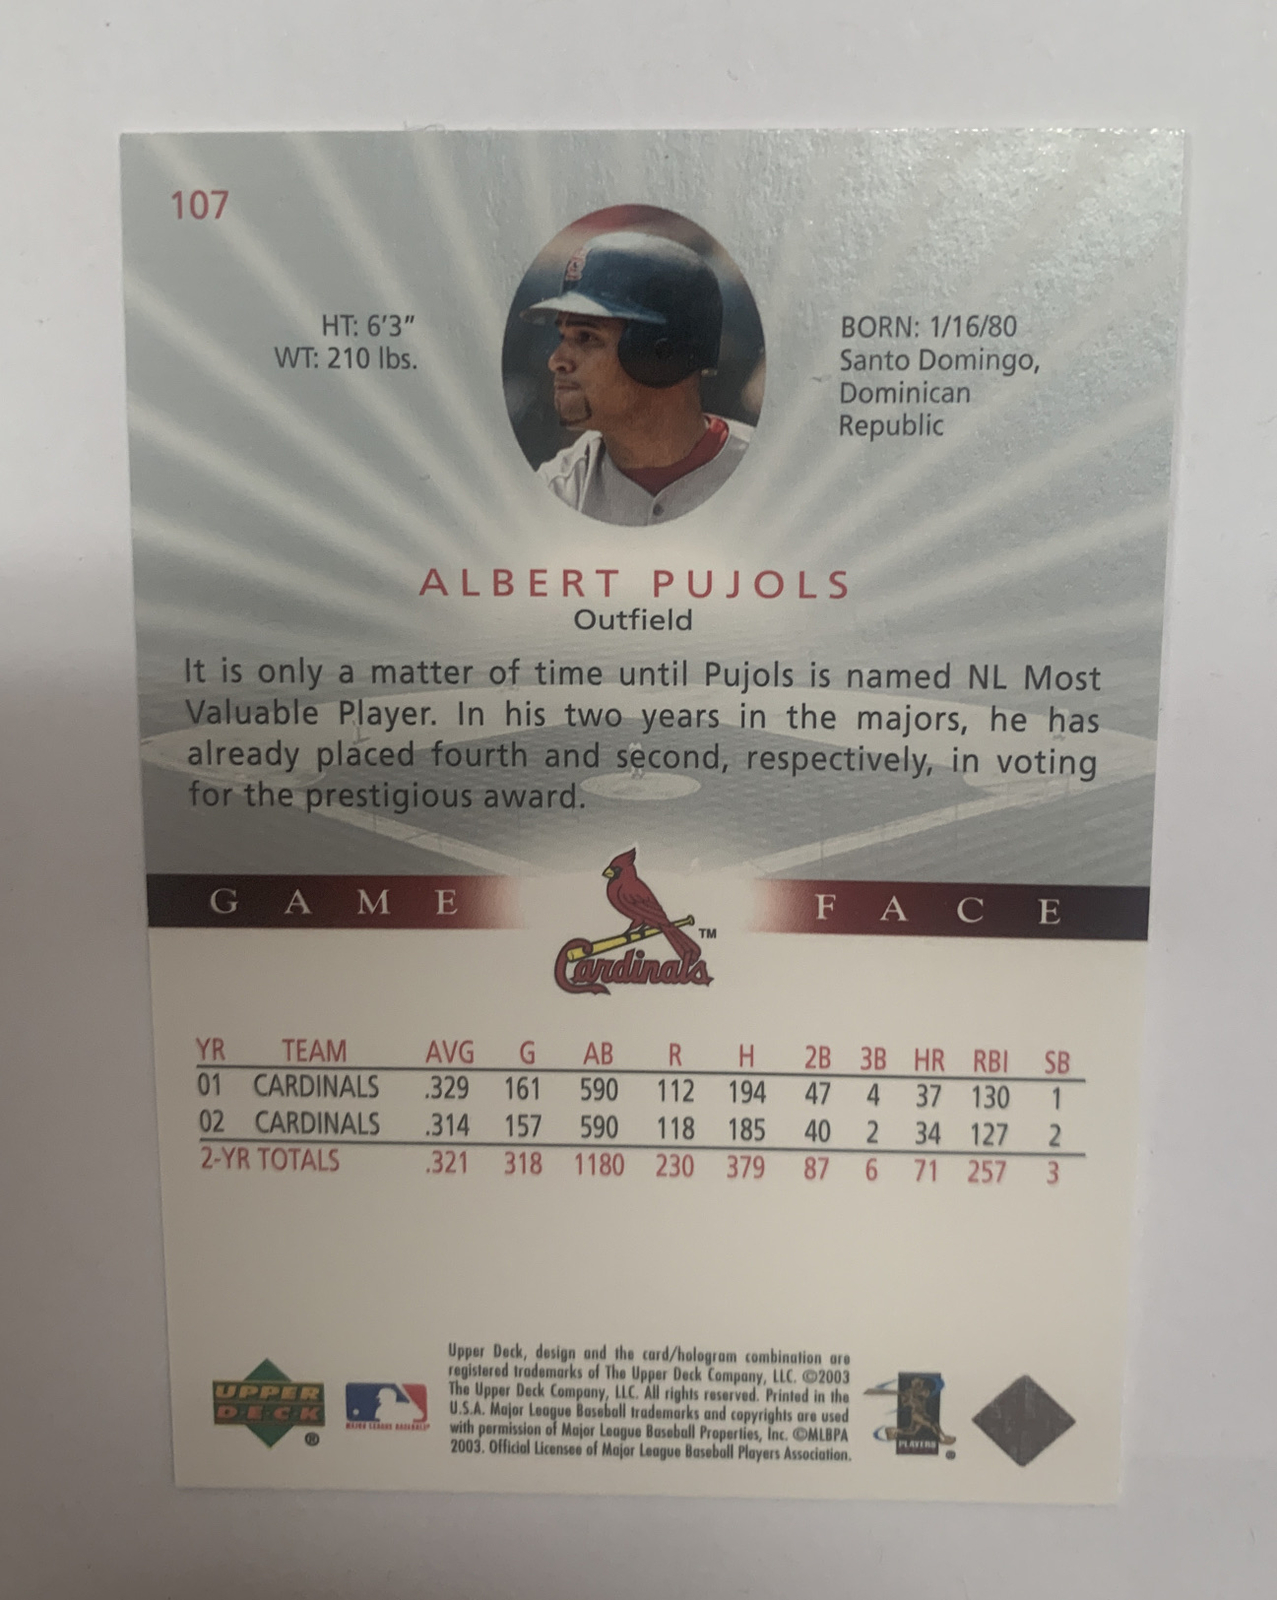 107
HT: 6'3"
WT: 210 lbs.
BORN: 1/16/80
Santo Domingo,
Dominican
Republic
ALBERT PUJOLS
Outfield
It is only a matter of time until Pujols is named NL Most
Valuable Player. In his two years in the majors, he has
already placed fourth and second, respectively, in voting
for the prestigious award.
GAME FACE
Cardinals TM
YR TEAM AVG G AB R H 2B 3B HR RBI SB
01 CARDINALS .329 161 590 112 194 47 4 37 130 1
02 CARDINALS .314 157 590 118 185 40 2 34 127 2
2-YR TOTALS .321 318 1180 230 379 87 6 71 257 3
UPPER
DECK
®
MAJOR LEAGUE BASEBALL
Upper Deck, design and the card/hologram combination are
registered trademarks of The Upper Deck Company, LLC. ©2003
The Upper Deck Company, LLC. All rights reserved. Printed in the
U.S.A. Major League Baseball trademarks and copyrights are used
with permission of Major League Baseball Properties, Inc. ©MLBPA
2003. Official Licensee of Major League Baseball Players Association.
PLAYERS